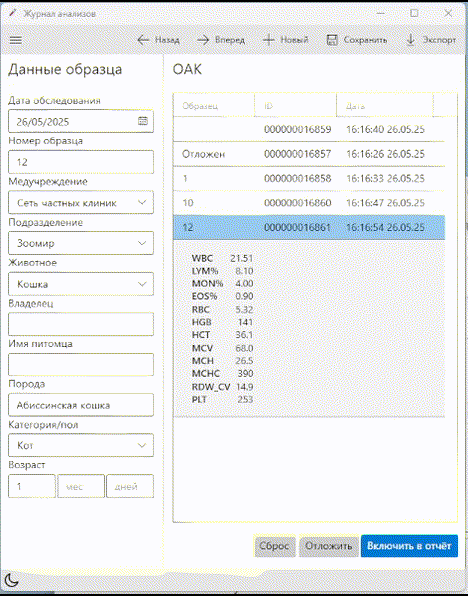 Журнал анализов
Назад Вперед Новый Сохранить Экспорт
Данные образца
Дата обследования
26/05/2025
Номер образца
12
Медучреждение
Сеть частных клиник
Подразделение
Зоомир
Животное
Кошка
Владелец
Имя питомца
Порода
Абиссинская кошка
Категория/пол
Кот
Возраст
1 мес дней
ОАК
Образец ID Дата
000000016859 16:16:40 26.05.25
Отложен 000000016857 16:16:26 26.05.25
1 000000016858 16:16:33 26.05.25
10 000000016860 16:16:47 26.05.25
12 000000016861 16:16:54 26.05.25
WBC 21.51
LYM% 8.10
MON% 4.00
EOS% 0.90
RBC 5.32
HGB 141
HCT 36.1
MCV 68.0
MCH 26.5
MCHC 390
RDW_CV 14.9
PLT 253
Сброс Отложить Включить в отчёт